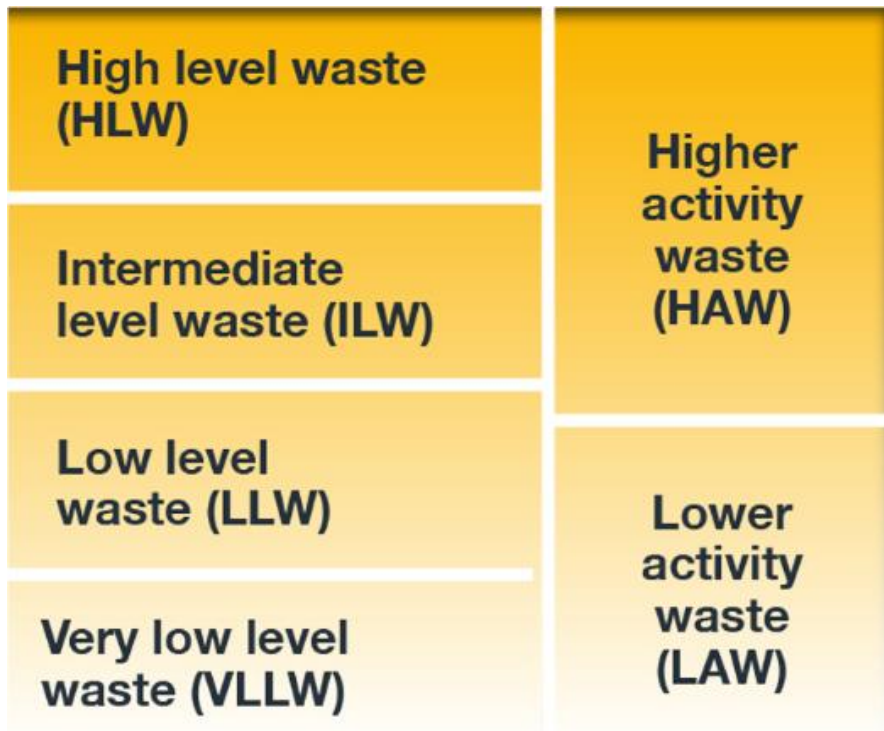 High level waste
(HLW)
Intermediate
level waste (ILW)
Low level
waste (LLW)
Very low level
waste (VLLW)
Higher
activity
waste
(HAW)
Lower
activity
waste
(LAW)